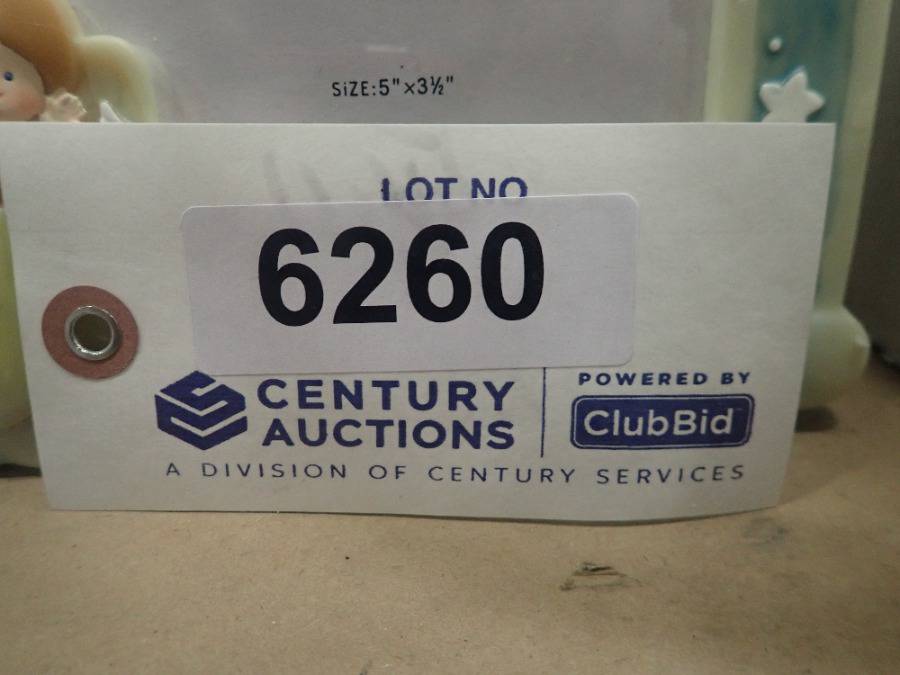 SiZE:5"×3½"
LOT NO
6260
CENTURY
AUCTIONS
POWERED BY
ClubBid
A DIVISION OF CENTURY SERVICES